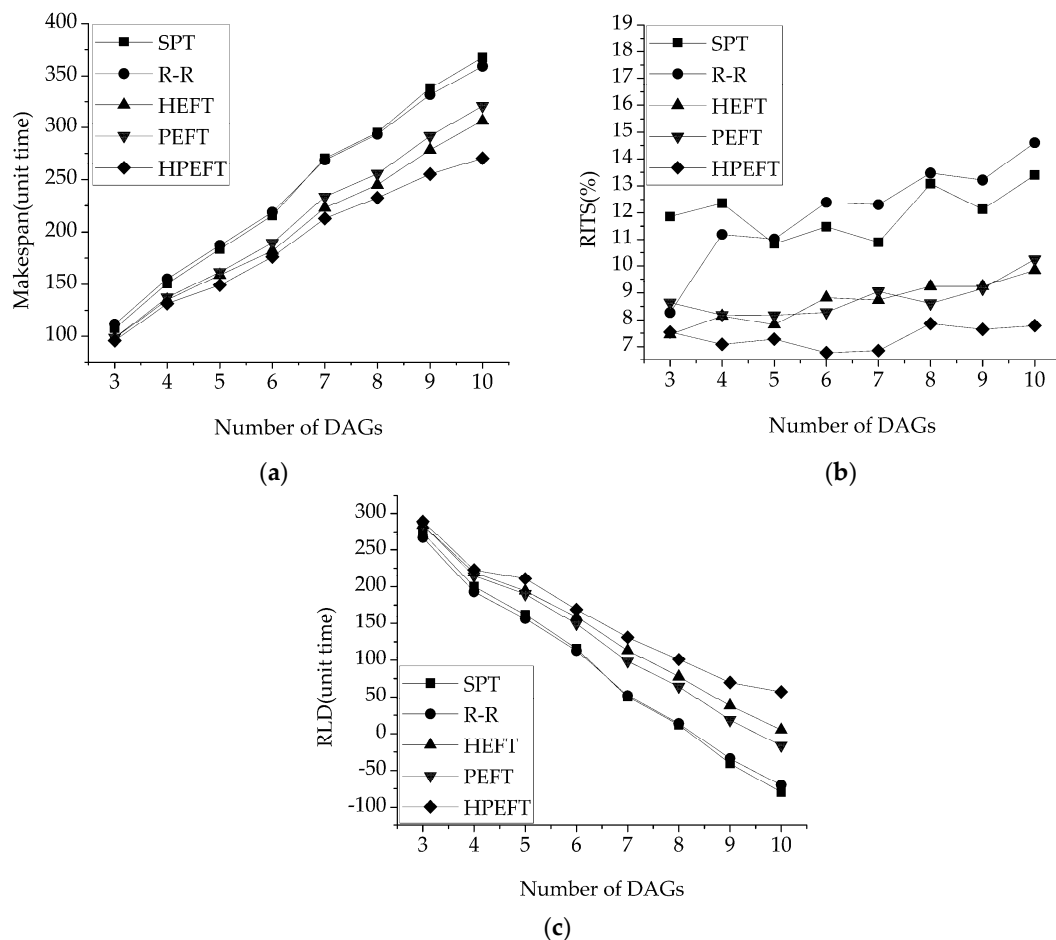 400
350
300
250
200
150
100
Makespan(unit time)
SPT
R-R
HEFT
PEFT
HPEFT
3 4 5 6 7 8 9 10
Number of DAGs
(a)
19
18
17
16
15
14
13
12
11
10
9
8
7
RITS(%)
SPT
R-R
HEFT
PEFT
HPEFT
3 4 5 6 7 8 9 10
Number of DAGs
(b)
300
250
200
150
100
50
0
-50
-100
RLD(unit time)
SPT
R-R
HEFT
PEFT
HPEFT
3 4 5 6 7 8 9 10
Number of DAGs
(c)